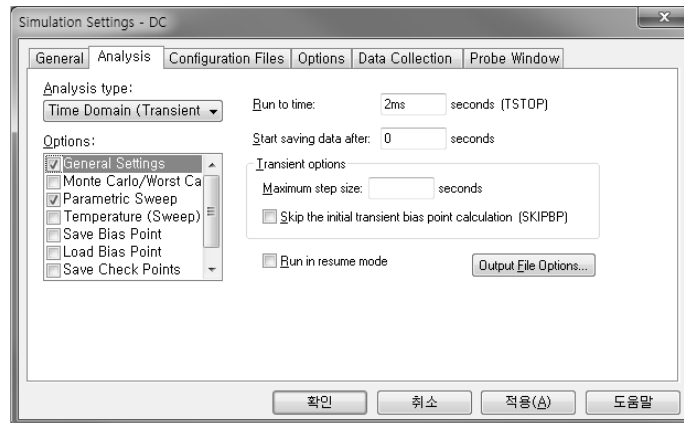 Simulation Settings - DC
General Analysis Configuration Files Options Data Collection Probe Window
Analysis type:
Time Domain (Transient
Options:
General Settings
Monte Carlo/Worst Ca
Parametric Sweep
Temperature (Sweep)
Save Bias Point
Load Bias Point
Save Check Points
Run to time: 2ms seconds (TSTOP)
Start saving data after: 0 seconds
Transient options
Maximum step size: seconds
Skip the initial transient bias point calculation (SKIPBP)
Run in resume mode Output File Options...
확인 취소 적용(A) 도움말